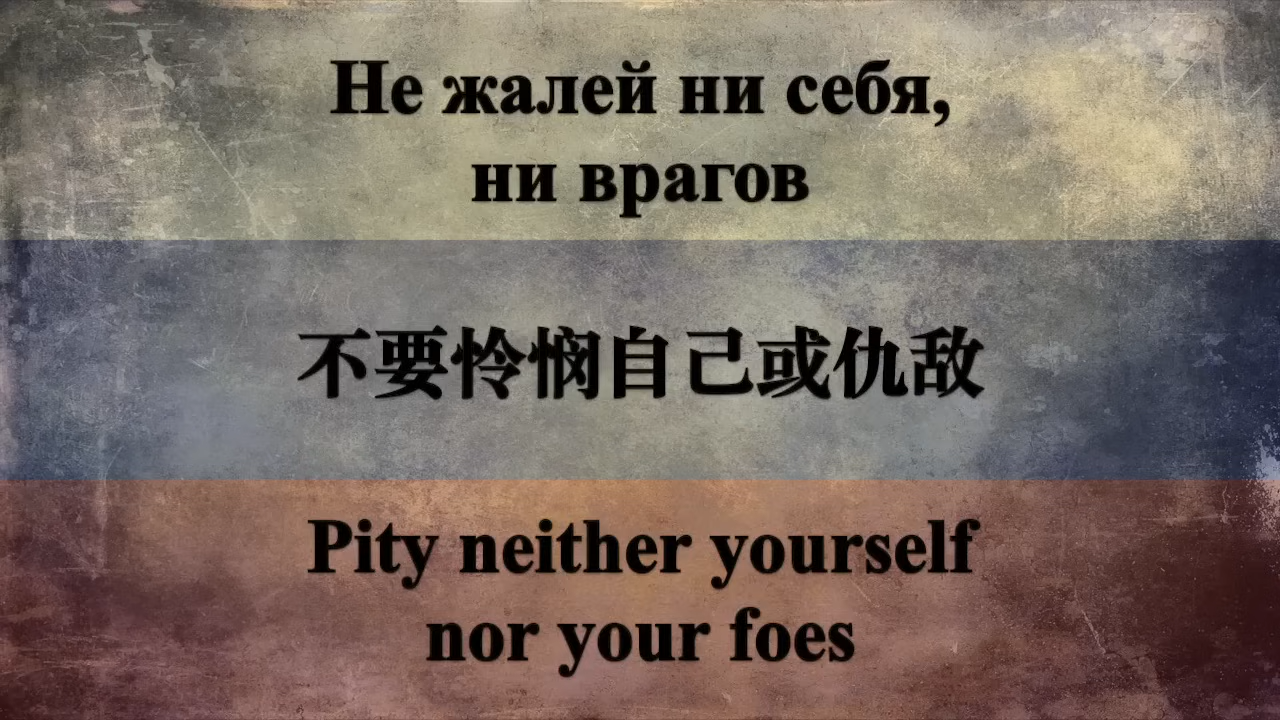 Не жалей ни себя,
ни врагов
不要怜悯自己或仇敌
Pity neither yourself
nor your foes